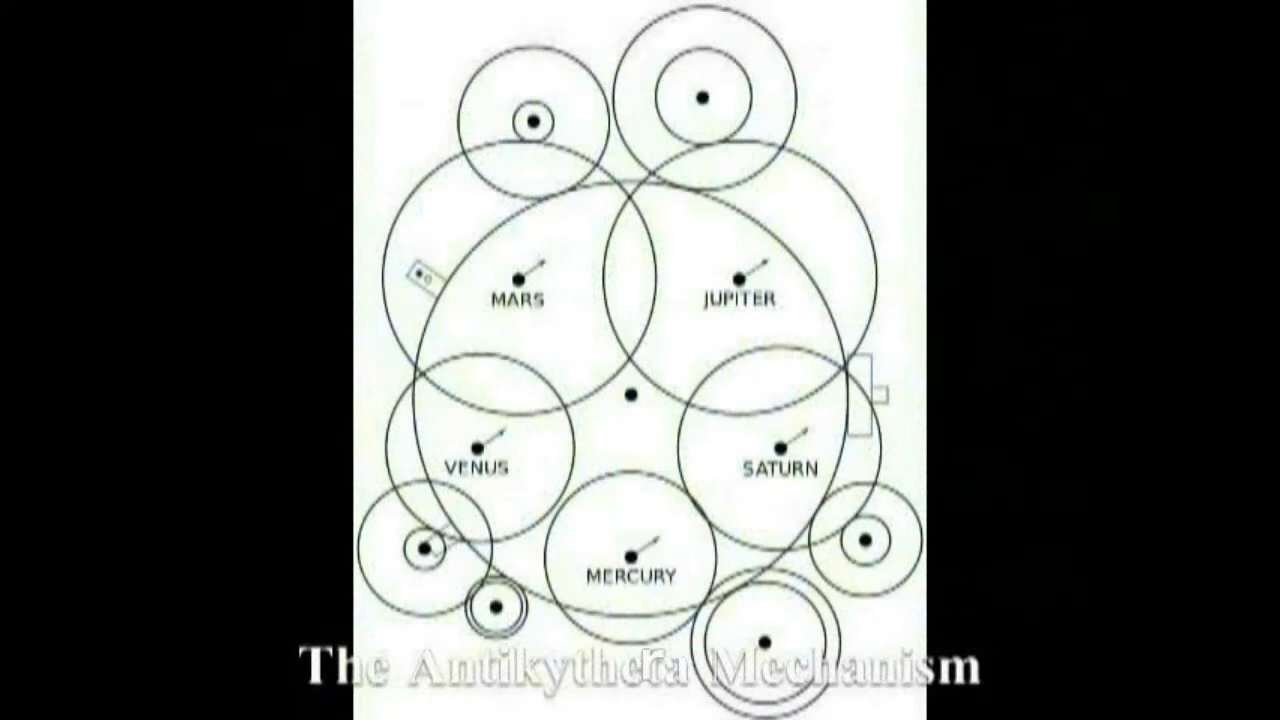 MARS
JUPITER
VENUS
SATURN
MERCURY
The Antikythera Mechanism